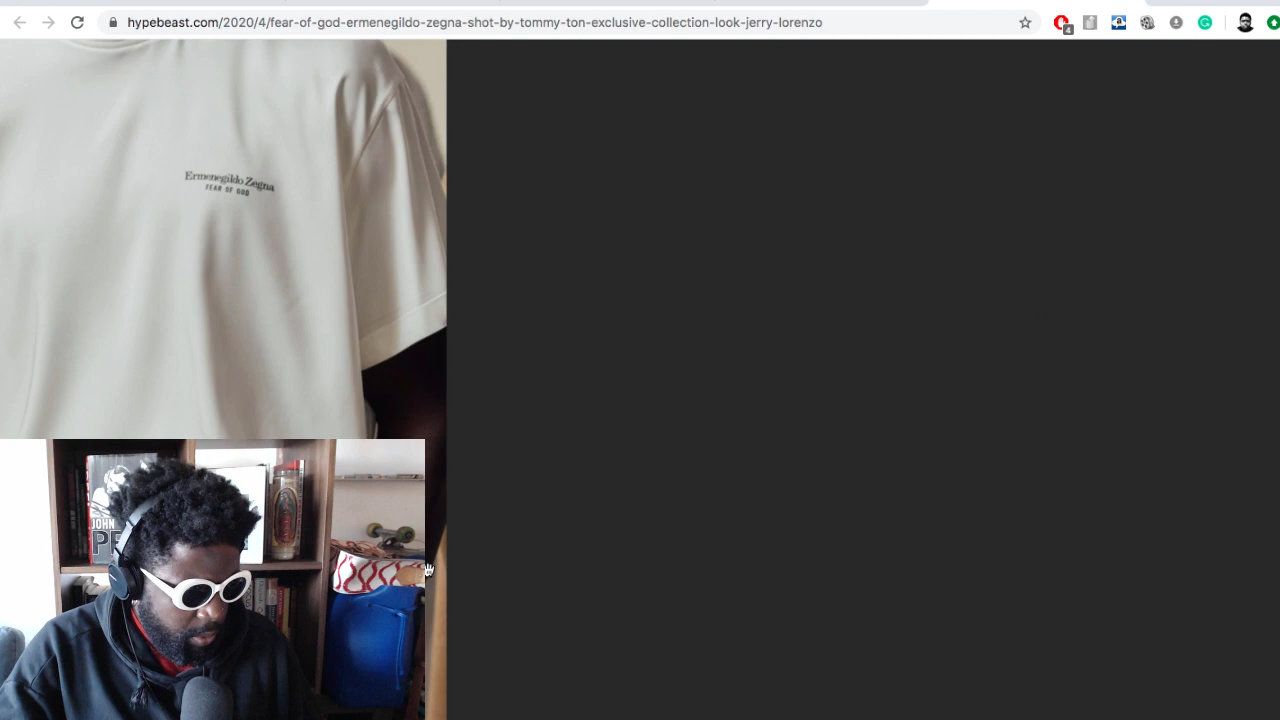 hypebeast.com/2020/4/fear-of-god-ermenegildo-zegna-shot-by-tommy-ton-exclusive-collection-look-jerry-lorenzo
4
Ermenegildo Zegna
FEAR OF GOD
JOHN